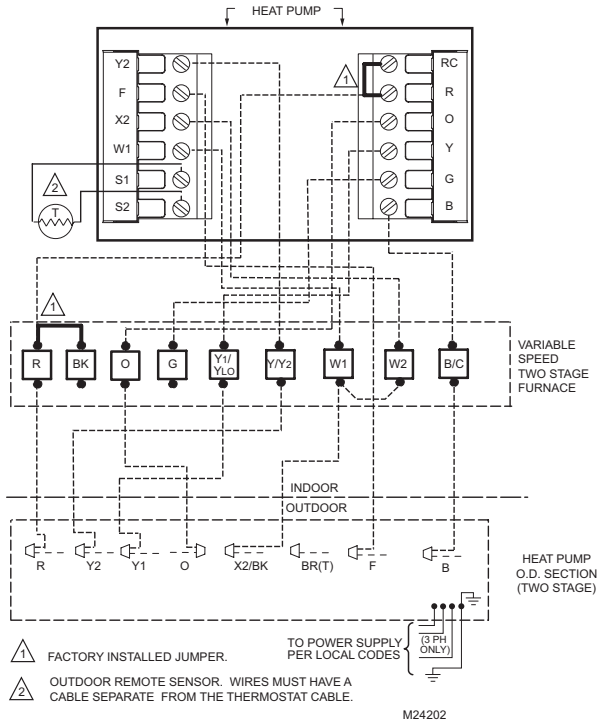 HEAT PUMP
Y2
F
X2
W1
S1
S2
RC
R
O
Y
G
B
1
2
T
1
R
BK
O
G
Y1/
YLO
Y/Y2
W1
W2
B/C
VARIABLE
SPEED
TWO STAGE
FURNACE
INDOOR
OUTDOOR
R
Y2
Y1
O
X2/BK
BR(T)
F
B
HEAT PUMP
O.D. SECTION
(TWO STAGE)
TO POWER SUPPLY
PER LOCAL CODES
(3 PH
ONLY)
1 FACTORY INSTALLED JUMPER.
2 OUTDOOR REMOTE SENSOR. WIRES MUST HAVE A
CABLE SEPARATE FROM THE THERMOSTAT CABLE.
M24202